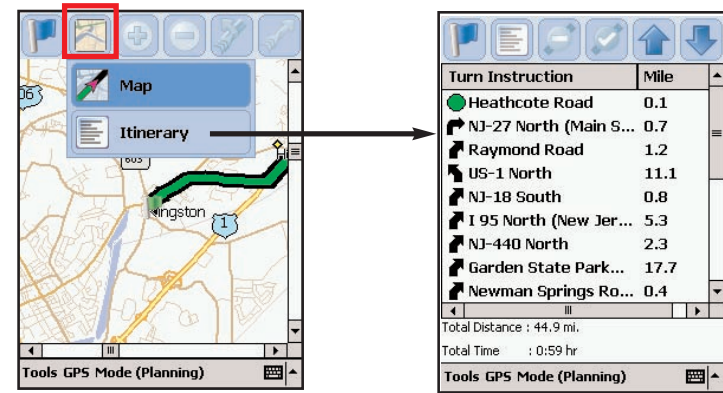 Map
Itinerary
603
Kingston
1
Tools GPS Mode (Planning)
Turn Instruction Mile
Heathcote Road 0.1
NJ-27 North (Main S... 0.7
Raymond Road 1.2
US-1 North 11.1
NJ-18 South 0.8
I 95 North (New Jer... 5.3
NJ-440 North 2.3
Garden State Park... 17.7
Newman Springs Ro... 0.4
Total Distance : 44.9 mi.
Total Time : 0:59 hr
Tools GPS Mode (Planning)